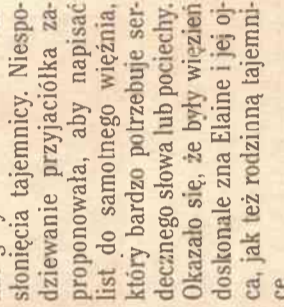 słonięcia tajemnicy. Niespo-
dziewanie przyjaciółka za-
proponowała, aby napisać
list do samotnego więźnia,
który bardzo potrzebuje ser-
decznego słowa lub pociechy.
Okazało się, że były więzień
doskonale zna Elaine i jej oj-
ca, jak też rodzinną tajemni-
ce